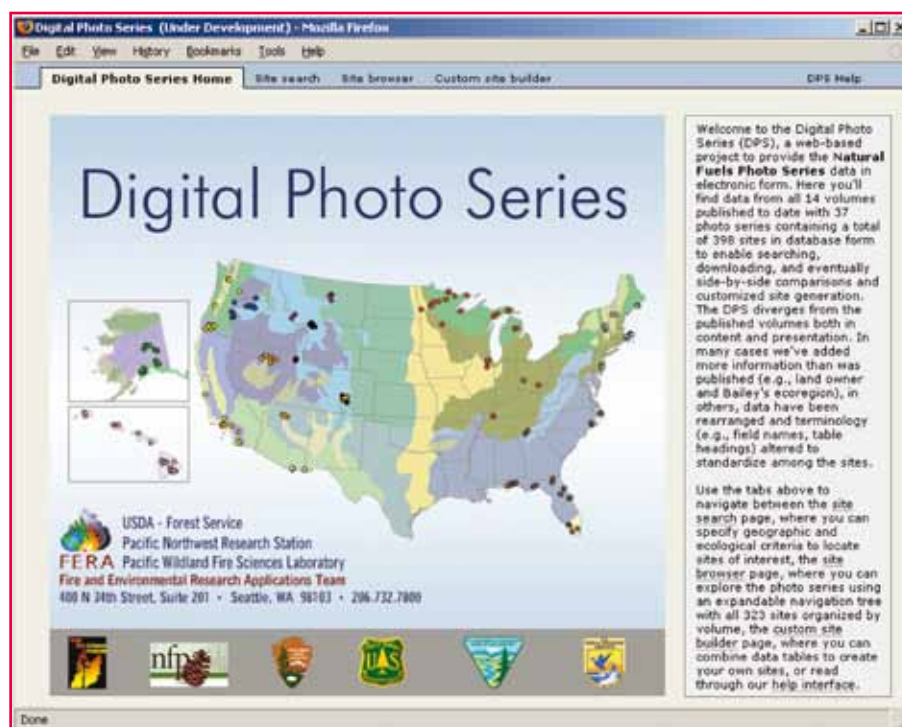 Digital Photo Series (Under Development) - Mozilla Firefox
File Edit View History Bookmarks Tools Help
Digital Photo Series Home Site search Site browser Custom site builder DPS Help
Digital Photo Series
USDA - Forest Service
Pacific Northwest Research Station
FERA Pacific Wildland Fire Sciences Laboratory
Fire and Environmental Research Applications Team
400 N 34th Street, Suite 201 • Seattle, WA 98103 • 206.732.7800
nfp
UAS
Welcome to the Digital Photo
Series (DPS), a web-based
project to provide the Natural
Fuels Photo Series data in
electronic form. Here you'll
find data from all 14 volumes
published to date with 37
photo series containing a total
of 398 sites in database form
to enable searching,
downloading, and eventually
side-by-side comparisons and
customized site generation.
The DPS diverges from the
published volumes both in
content and presentation. In
many cases we've added
more information than was
published (e.g., land owner
and Bailey's ecoregion), in
others, data have been
rearranged and terminology
(e.g., field names, table
headings) altered to
standardize among the sites.
Use the tabs above to
navigate between the site
search page, where you can
specify geographic and
ecological criteria to locate
sites of interest, the site
browser page, where you can
explore the photo series using
an expandable navigation tree
with all 323 sites organized by
volume, the custom site
builder page, where you can
combine data tables to create
your own sites, or read
through our help interface.
Done